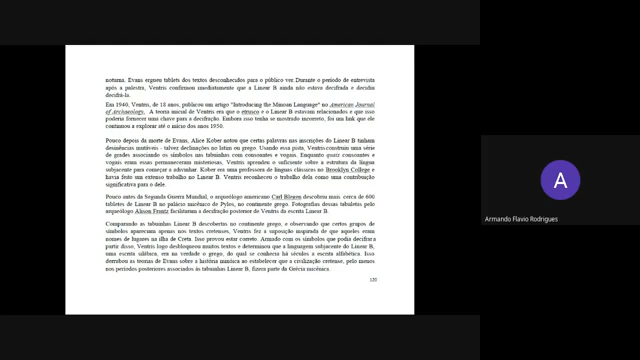 noturna, Evans ergueu tablets dos textos desconhecidos para o público ver. Durante o período de entrevista
após a palestra, Ventris confirmou imediatamente que a Linear B ainda não estava decifrada e decidiu
decifrá-la.
Em 1940, Ventris, de 18 anos, publicou um artigo "Introducing the Minoan Language" no American Journal
of Archaeology. A teoria inicial de Ventris era que o etrusco e o Linear B estavam relacionados e que isso
poderia fornecer uma chave para a decifração. Embora isso tenha se mostrado incorreto, foi um link que ele
continuou a explorar até o início dos anos 1950.
Pouco depois da morte de Evans, Alice Kober notou que certas palavras nas inscrições do Linear B tinham
desinências mutáveis - talvez declinações no latim ou grego. Usando essa pista, Ventris construiu uma série
de grades associando os símbolos nas tabuinhas com consoantes e vogais. Enquanto quais consoantes e
vogais eram essas permaneceram misteriosas, Ventris aprendeu o suficiente sobre a estrutura da língua
subjacente para começar a adivinhar. Kober era uma professora de línguas clássicas no Brooklyn College e
havia feito um extenso trabalho no Linear B. Ventris reconheceu o trabalho dela como uma contribuição
significativa para o dele.
Pouco antes da Segunda Guerra Mundial, o arqueólogo americano Carl Blegen descobriu mais cerca de 600
tabletes de Linear B no palácio micênico de Pylos, no continente grego. Fotografias dessas tabuletas pelo
arqueólogo Alison Frantz facilitaram a decifração posterior de Ventris da escrita Linear B.
Comparando as tabuinhas Linear B descobertas no continente grego, e observando que certos grupos de
símbolos apareciam apenas nos textos cretenses, Ventris fez a suposição inspirada de que aqueles eram
nomes de lugares na ilha de Creta. Isso provou estar correto. Armado com os símbolos que podia decifrar a
partir disso, Ventris logo desbloqueou muitos textos e determinou que a linguagem subjacente do Linear B,
uma escrita silábica, era na verdade o grego, do qual se conhecia há séculos a escrita alfabética. Isso
derrubou as teorias de Evans sobre a história minóica ao estabelecer que a civilização cretense, pelo menos
nos períodos posteriores associados às tabuinhas Linear B, fizera parte da Grécia micênica.
120
A
Armando Flavio Rodrigues